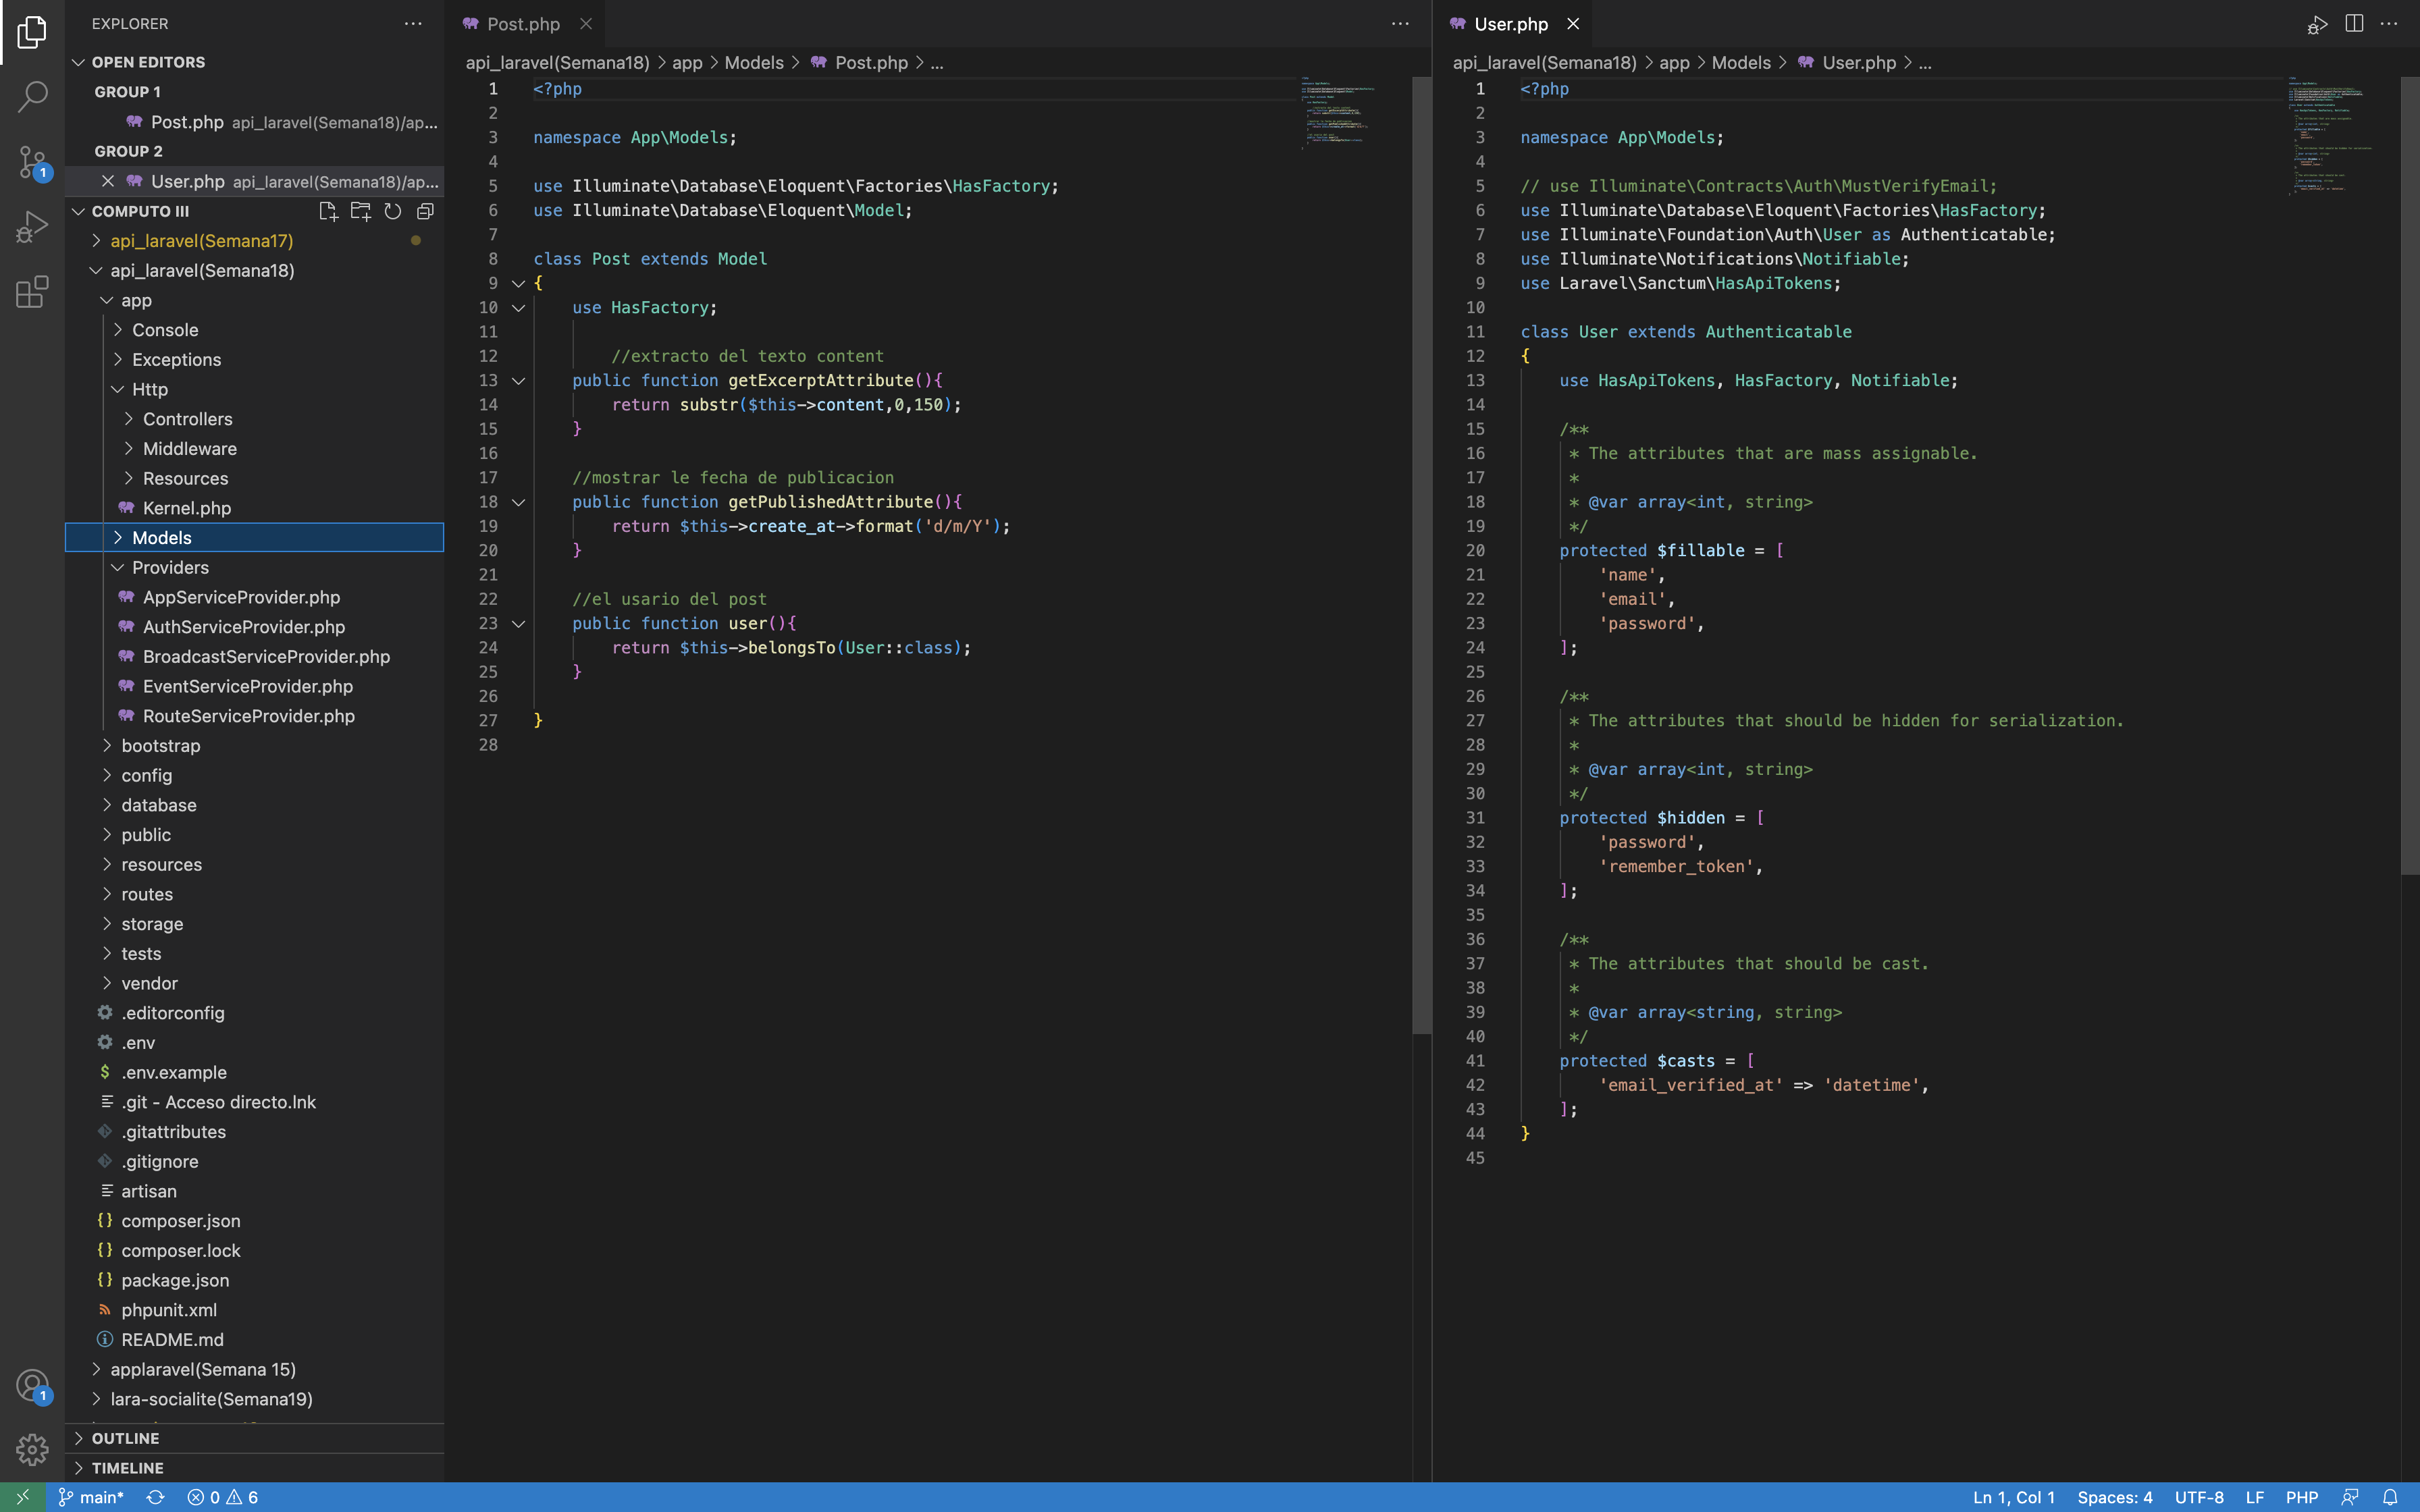 EXPLORER
OPEN EDITORS
GROUP 1
Post.php api_laravel(Semana18)/ap...
GROUP 2
User.php api_laravel(Semana18)/ap...
COMPUTO III
api_laravel(Semana17)
api_laravel(Semana18)
app
Console
Exceptions
Http
Controllers
Middleware
Resources
Kernel.php
Models
Providers
AppServiceProvider.php
AuthServiceProvider.php
BroadcastServiceProvider.php
EventServiceProvider.php
RouteServiceProvider.php
bootstrap
config
database
public
resources
routes
storage
tests
vendor
.editorconfig
.env
.env.example
.git - Acceso directo.lnk
.gitattributes
.gitignore
artisan
composer.json
composer.lock
package.json
phpunit.xml
README.md
applaravel(Semana 15)
lara-socialite(Semana19)
OUTLINE
TIMELINE
1
1
Post.php
api_laravel(Semana18) > app > Models > Post.php > ...
1 <?php
2
3 namespace App\Models;
4
5 use Illuminate\Database\Eloquent\Factories\HasFactory;
6 use Illuminate\Database\Eloquent\Model;
7
8 class Post extends Model
9 {
10 use HasFactory;
11
12 //extracto del texto content
13 public function getExcerptAttribute(){
14 return substr($this->content,0,150);
15 }
16
17 //mostrar le fecha de publicacion
18 public function getPublishedAttribute(){
19 return $this->create_at->format('d/m/Y');
20 }
21
22 //el usario del post
23 public function user(){
24 return $this->belongsTo(User::class);
25 }
26
27 }
28
User.php
api_laravel(Semana18) > app > Models > User.php > ...
1 <?php
2
3 namespace App\Models;
4
5 // use Illuminate\Contracts\Auth\MustVerifyEmail;
6 use Illuminate\Database\Eloquent\Factories\HasFactory;
7 use Illuminate\Foundation\Auth\User as Authenticatable;
8 use Illuminate\Notifications\Notifiable;
9 use Laravel\Sanctum\HasApiTokens;
10
11 class User extends Authenticatable
12 {
13 use HasApiTokens, HasFactory, Notifiable;
14
15 /**
16 * The attributes that are mass assignable.
17 *
18 * @var array<int, string>
19 */
20 protected $fillable = [
21 'name',
22 'email',
23 'password',
24 ];
25
26 /**
27 * The attributes that should be hidden for serialization.
28 *
29 * @var array<int, string>
30 */
31 protected $hidden = [
32 'password',
33 'remember_token',
34 ];
35
36 /**
37 * The attributes that should be cast.
38 *
39 * @var array<string, string>
40 */
41 protected $casts = [
42 'email_verified_at' => 'datetime',
43 ];
44 }
45
main* 0 6 Ln 1, Col 1 Spaces: 4 UTF-8 LF PHP